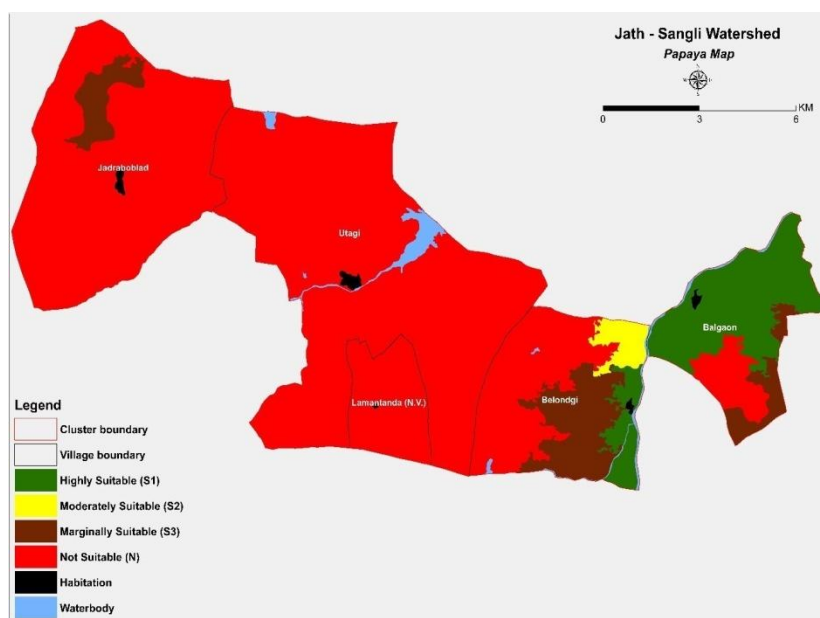 Jath - Sangli Watershed
Papaya Map
KM
0 3 6
Jadraboblad
Utagi
Balgaon
Lamantanda (N.V.)
Belondgi
Legend
Cluster boundary
Village boundary
Highly Suitable (S1)
Moderately Suitable (S2)
Marginally Suitable (S3)
Not Suitable (N)
Habitation
Waterbody